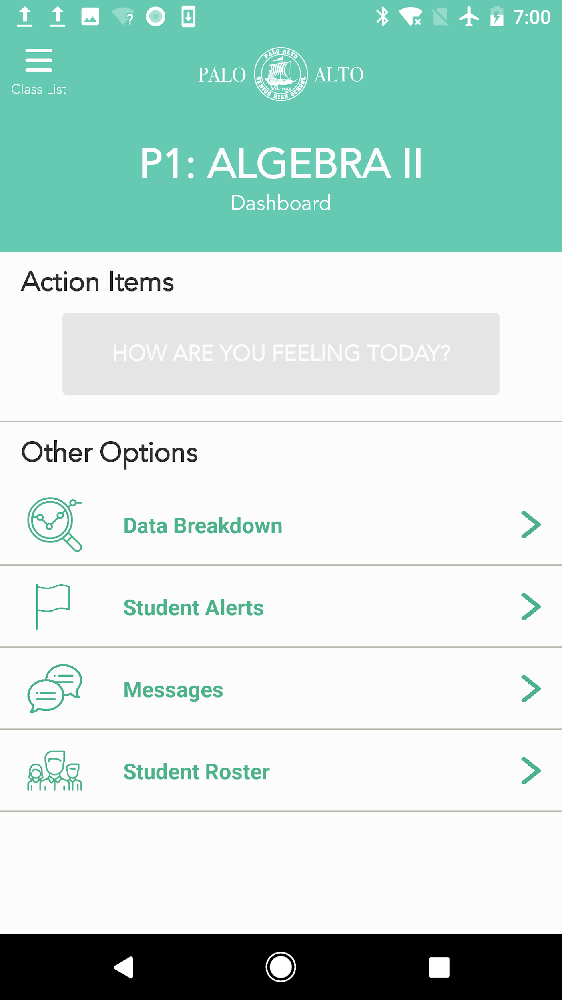 7:00
Class List
PALO
PALO ALTO
Vikings
SENIOR HIGH SCHOOL
ALTO
P1: ALGEBRA II
Dashboard
Action Items
HOW ARE YOU FEELING TODAY?
Other Options
Data Breakdown
Student Alerts
Messages
Student Roster